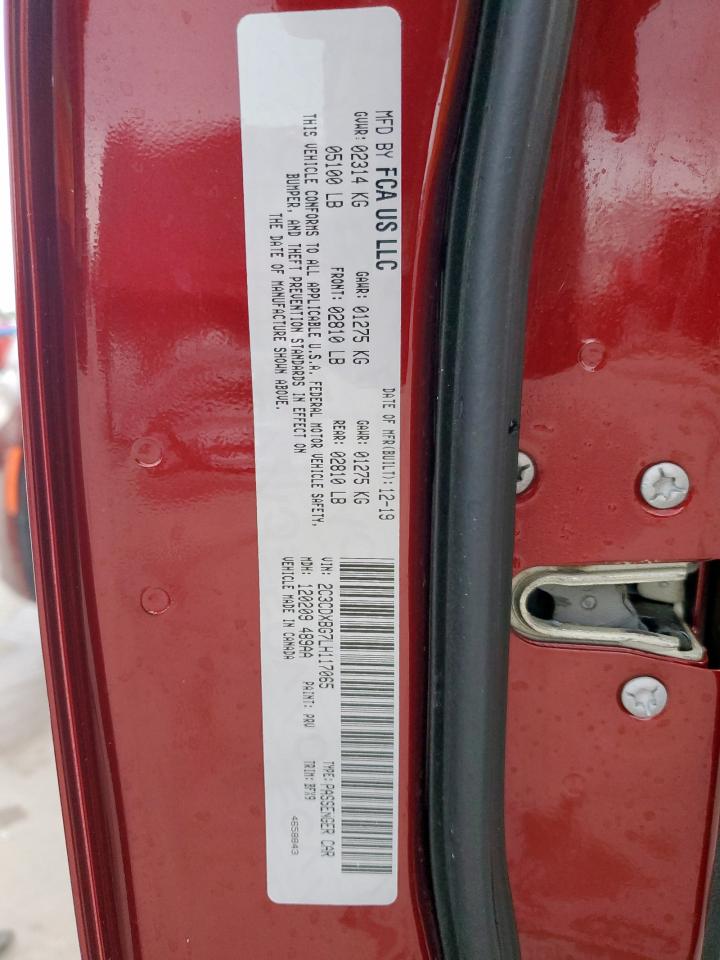 MFD BY FCA US LLC
DATE OF MFR(BUILT): 12-19
GVWR: 02314 KG GAWR: 01275 KG GAWR: 01275 KG
05100 LB FRONT: 02810 LB REAR: 02810 LB
THIS VEHICLE CONFORMS TO ALL APPLICABLE U.S.A. FEDERAL MOTOR VEHICLE SAFETY,
BUMPER, AND THEFT PREVENTION STANDARDS IN EFFECT ON
THE DATE OF MANUFACTURE SHOWN ABOVE.
VIN: 2C3CDXBG7LH117065 TYPE: PASSENGER CAR
MDH: 120209 489AA PAINT: PRV TRIM: BFX9
VEHICLE MADE IN CANADA 4658843